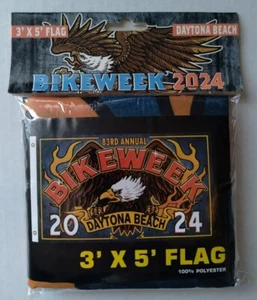 3' X 5' FLAG
DAYTONA BEACH
BIKEWEEK 2024
83RD ANNUAL
BIKEWEEK
20 24
DAYTONA BEACH
3' X 5' FLAG
100% POLYESTER